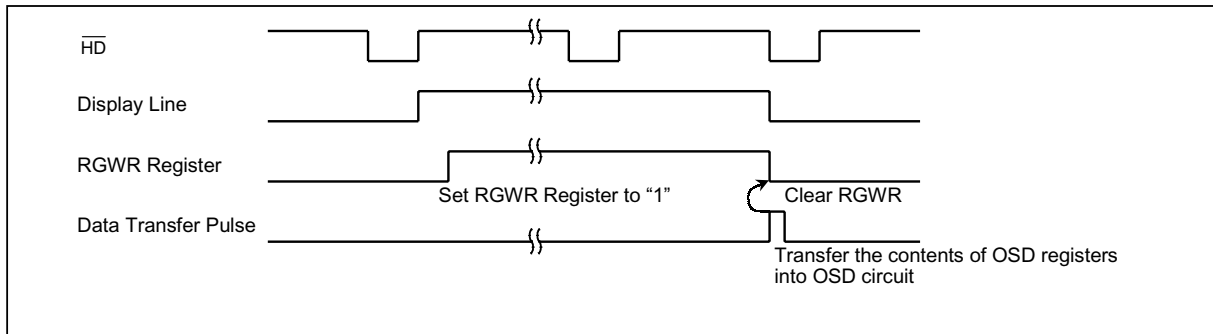 HD
Display Line
RGWR Register
Set RGWR Register to “1”
Clear RGWR
Data Transfer Pulse
Transfer the contents of OSD registers
into OSD circuit